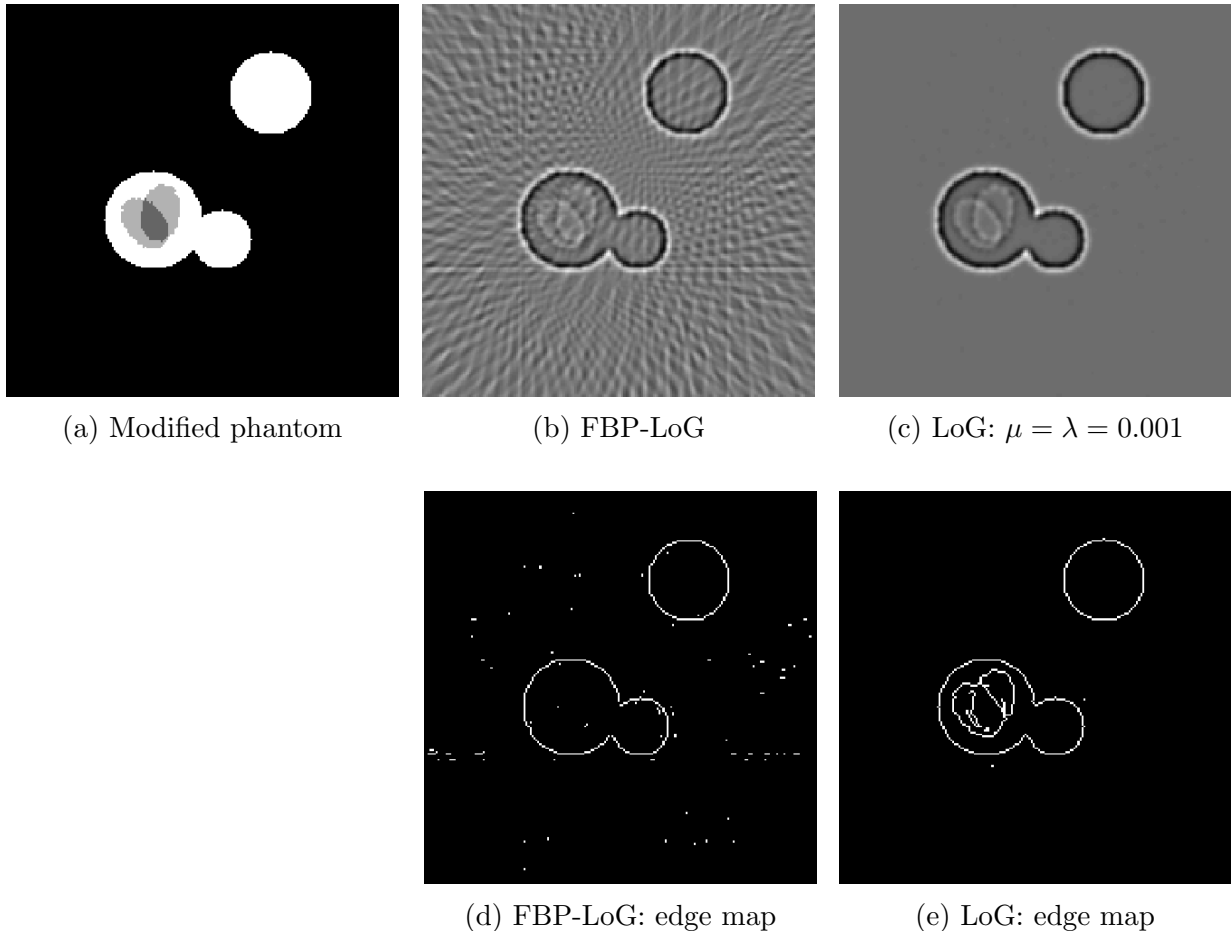 (a) Modified phantom
(b) FBP-LoG
(c) LoG: μ = λ = 0.001
(d) FBP-LoG: edge map
(e) LoG: edge map